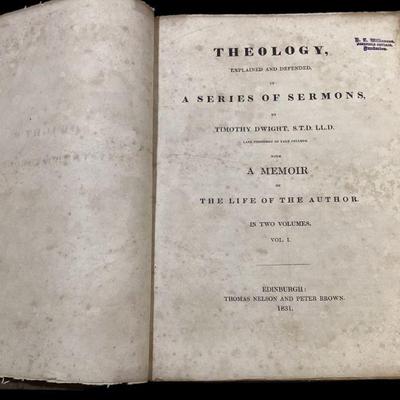 THEOLOGY,
EXPLAINED AND DEFENDED,
IN
A SERIES OF SERMONS,
BY
TIMOTHY DWIGHT, S.T.D. LL.D.
LATE PRESIDENT OF YALE COLLEGE.
WITH
A MEMOIR
OF
THE LIFE OF THE AUTHOR.
IN TWO VOLUMES.
VOL. I.
EDINBURGH:
THOMAS NELSON AND PETER BROWN.
1831.